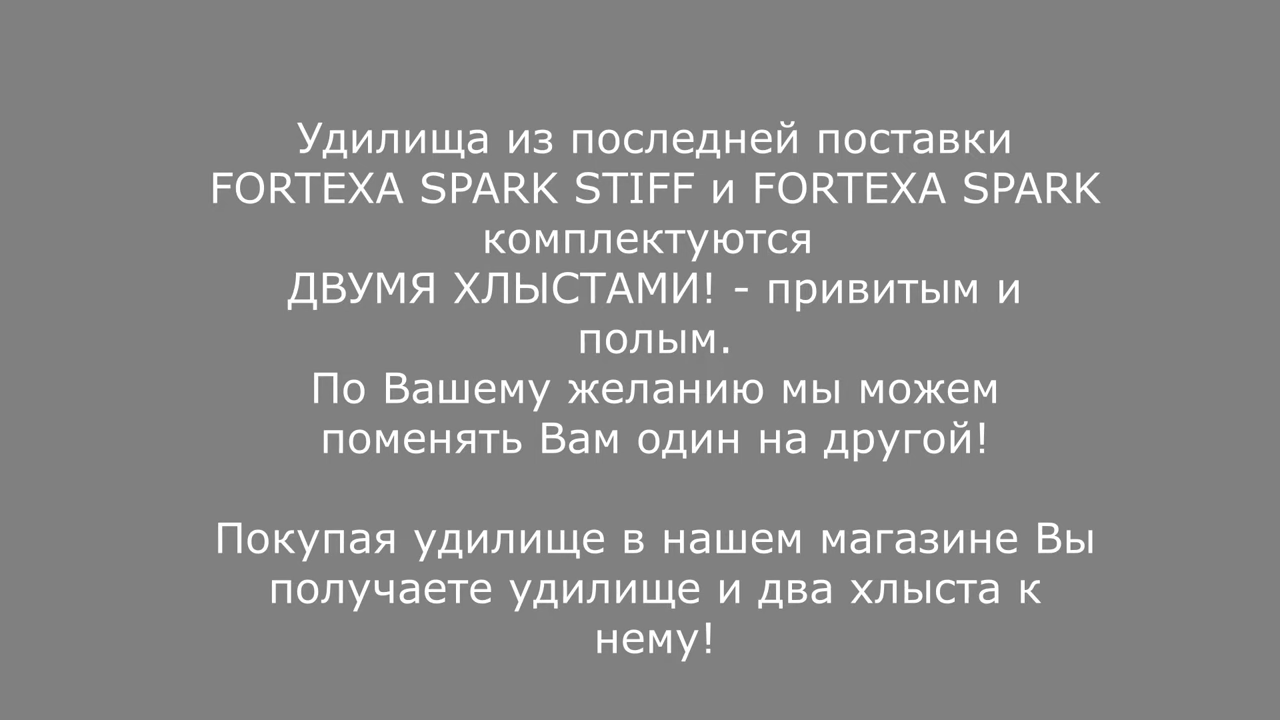 Удилища из последней поставки
FORTEXA SPARK STIFF и FORTEXA SPARK
комплектуются
ДВУМЯ ХЛЫСТАМИ! - привитым и
полым.
По Вашему желанию мы можем
поменять Вам один на другой!
Покупая удилище в нашем магазине Вы
получаете удилище и два хлыста к
нему!